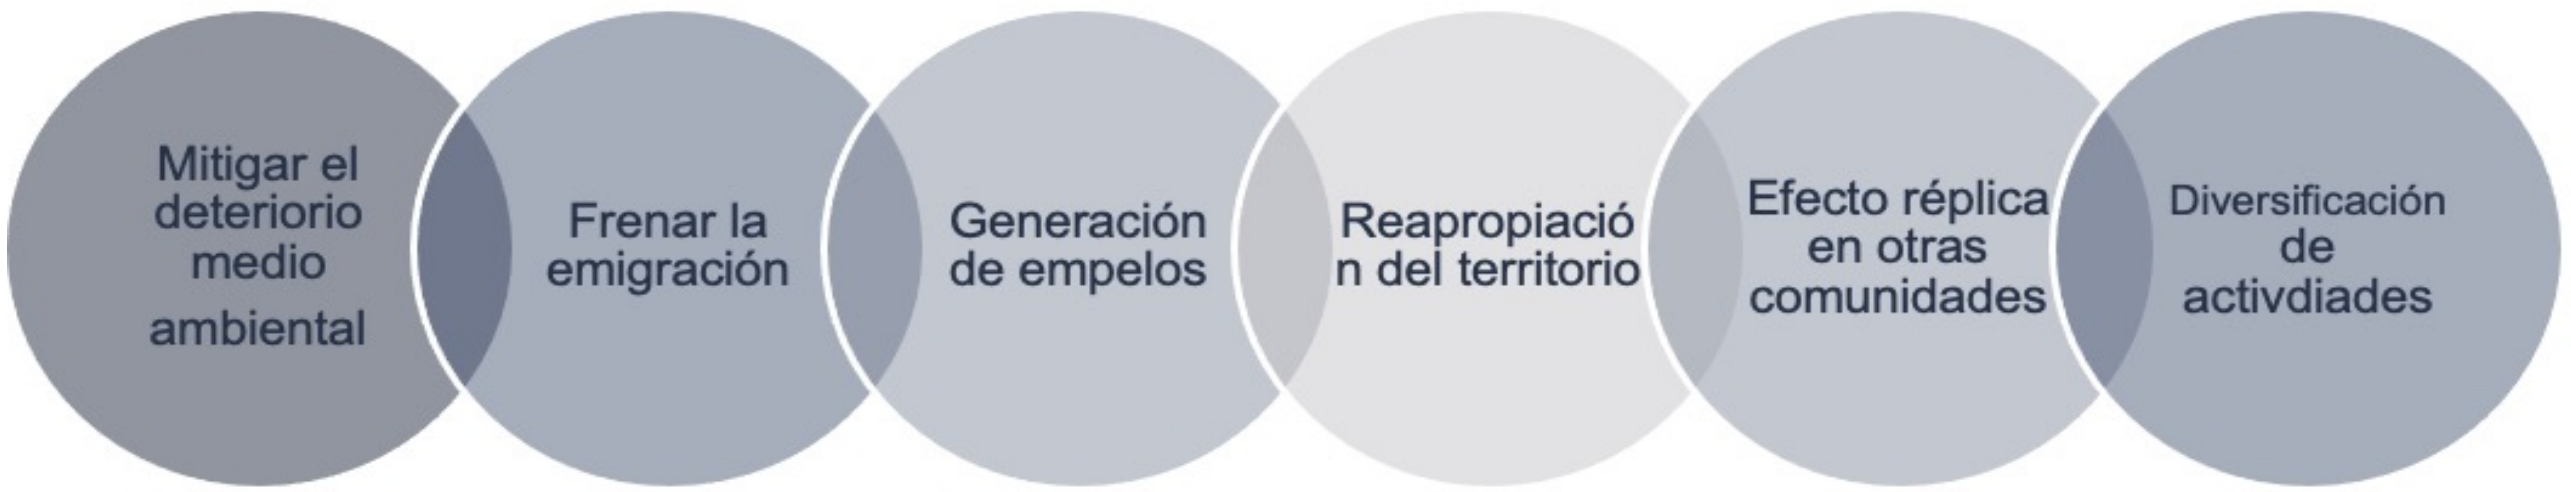 Mitigar el
deteriorio
medio
ambiental
Frenar la
emigración
Generación
de empelos
Reapropiació
n del territorio
Efecto réplica
en otras
comunidades
Diversificación
de
activdiades